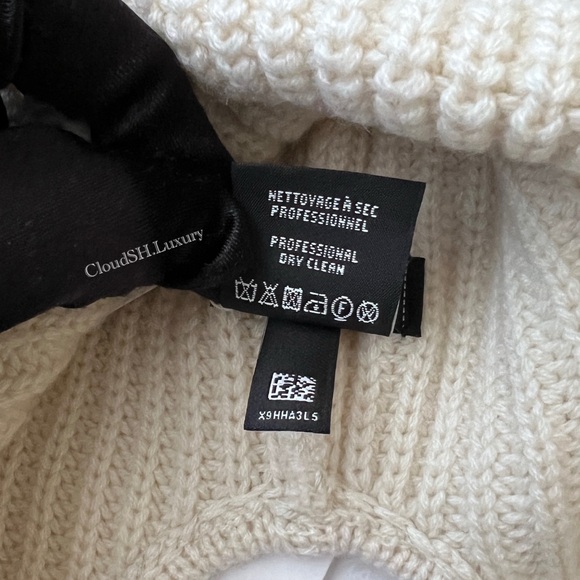 NETTOYAGE À SEC
PROFESSIONNEL
PROFESSIONAL
DRY CLEAN
F
X9HHA3LS
CloudSH.Luxury